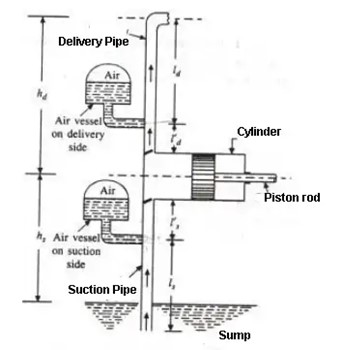 Delivery Pipe
Air
Air vessel
on delivery
side
h_d
l_d
l'_d
Cylinder
Piston rod
Air
Air vessel
on suction
side
h_s
l'_s
l_s
Suction Pipe
Sump